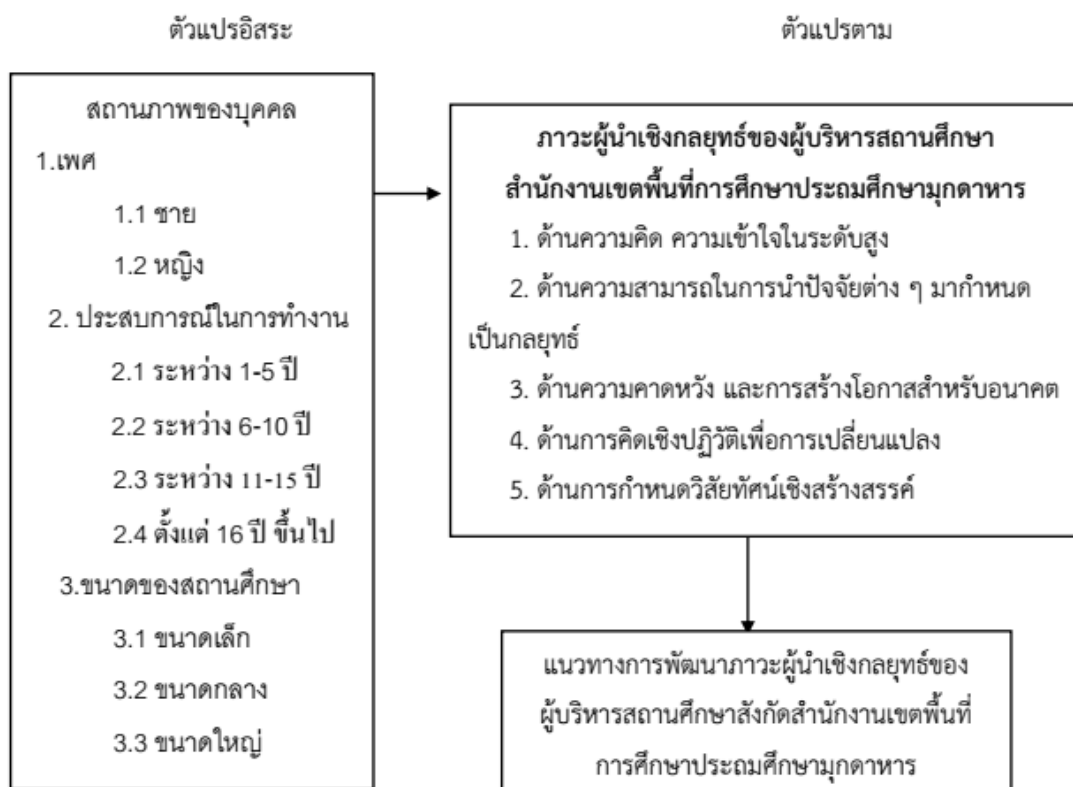 ตัวแปรอิสระ
ตัวแปรตาม
สถานภาพของบุคคล
1.เพศ
1.1 ชาย
1.2 หญิง
2. ประสบการณ์ในการทำงาน
2.1 ระหว่าง 1-5 ปี
2.2 ระหว่าง 6-10 ปี
2.3 ระหว่าง 11-15 ปี
2.4 ตั้งแต่ 16 ปี ขึ้นไป
3.ขนาดของสถานศึกษา
3.1 ขนาดเล็ก
3.2 ขนาดกลาง
3.3 ขนาดใหญ่
ภาวะผู้นำเชิงกลยุทธ์ของผู้บริหารสถานศึกษา
สำนักงานเขตพื้นที่การศึกษาประถมศึกษามุกดาหาร
1. ด้านความคิด ความเข้าใจในระดับสูง
2. ด้านความสามารถในการนำปัจจัยต่าง ๆ มากำหนด
เป็นกลยุทธ์
3. ด้านความคาดหวัง และการสร้างโอกาสสำหรับอนาคต
4. ด้านการคิดเชิงปฏิวัติเพื่อการเปลี่ยนแปลง
5. ด้านการกำหนดวิสัยทัศน์เชิงสร้างสรรค์
แนวทางการพัฒนาภาวะผู้นำเชิงกลยุทธ์ของ
ผู้บริหารสถานศึกษาสังกัดสำนักงานเขตพื้นที่
การศึกษาประถมศึกษามุกดาหาร